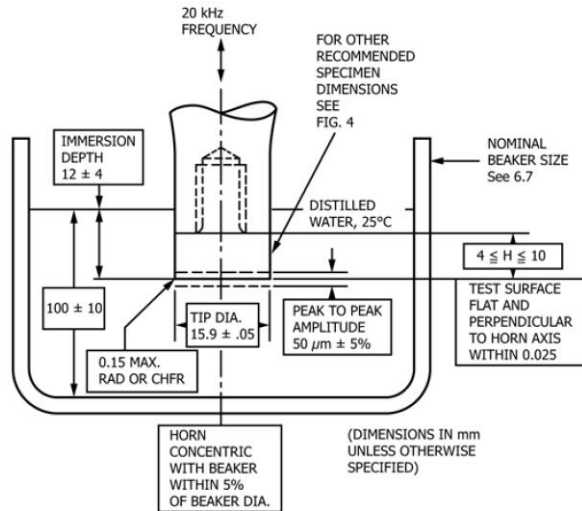 20 kHz
FREQUENCY
FOR OTHER
RECOMMENDED
SPECIMEN
DIMENSIONS
SEE
FIG. 4
IMMERSION
DEPTH
12 ± 4
NOMINAL
BEAKER SIZE
See 6.7
DISTILLED
WATER, 25°C
4 ≦ H ≦ 10
100 ± 10
TIP DIA.
15.9 ± .05
PEAK TO PEAK
AMPLITUDE
50 µm ± 5%
TEST SURFACE
FLAT AND
PERPENDICULAR
TO HORN AXIS
WITHIN 0.025
0.15 MAX.
RAD OR CHFR
HORN
CONCENTRIC
WITH BEAKER
WITHIN 5%
OF BEAKER DIA.
(DIMENSIONS IN mm
UNLESS OTHERWISE
SPECIFIED)